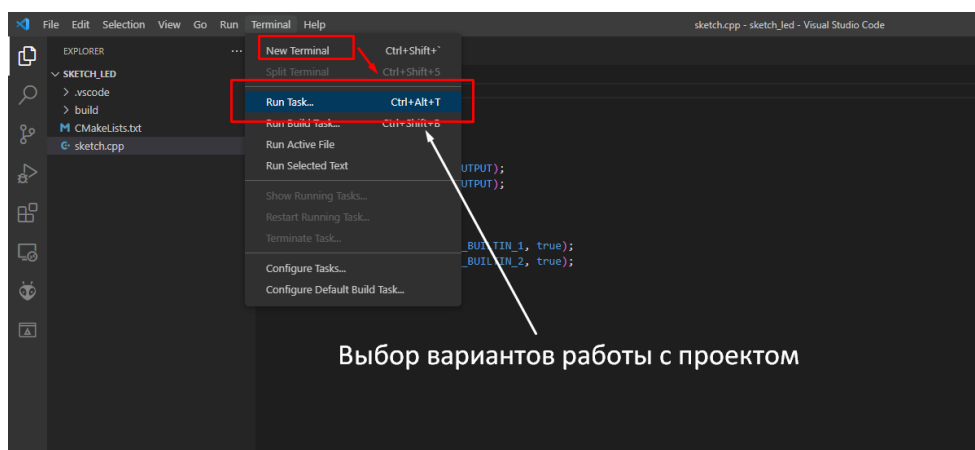 File Edit Selection View Go Run Terminal Help sketch.cpp - sketch_led - Visual Studio Code
EXPLORER ...
SKETCH_LED
.vscode
build
CMakeLists.txt
sketch.cpp
New Terminal Ctrl+Shift+`
Split Terminal Ctrl+Shift+5
Run Task... Ctrl+Alt+T
Run Build Task... Ctrl+Shift+B
Run Active File
Run Selected Text
Show Running Tasks...
Restart Running Task...
Terminate Task...
Configure Tasks...
Configure Default Build Task...
UTPUT);
UTPUT);
_BUILTIN_1, true);
_BUILTIN_2, true);
Выбор вариантов работы с проектом